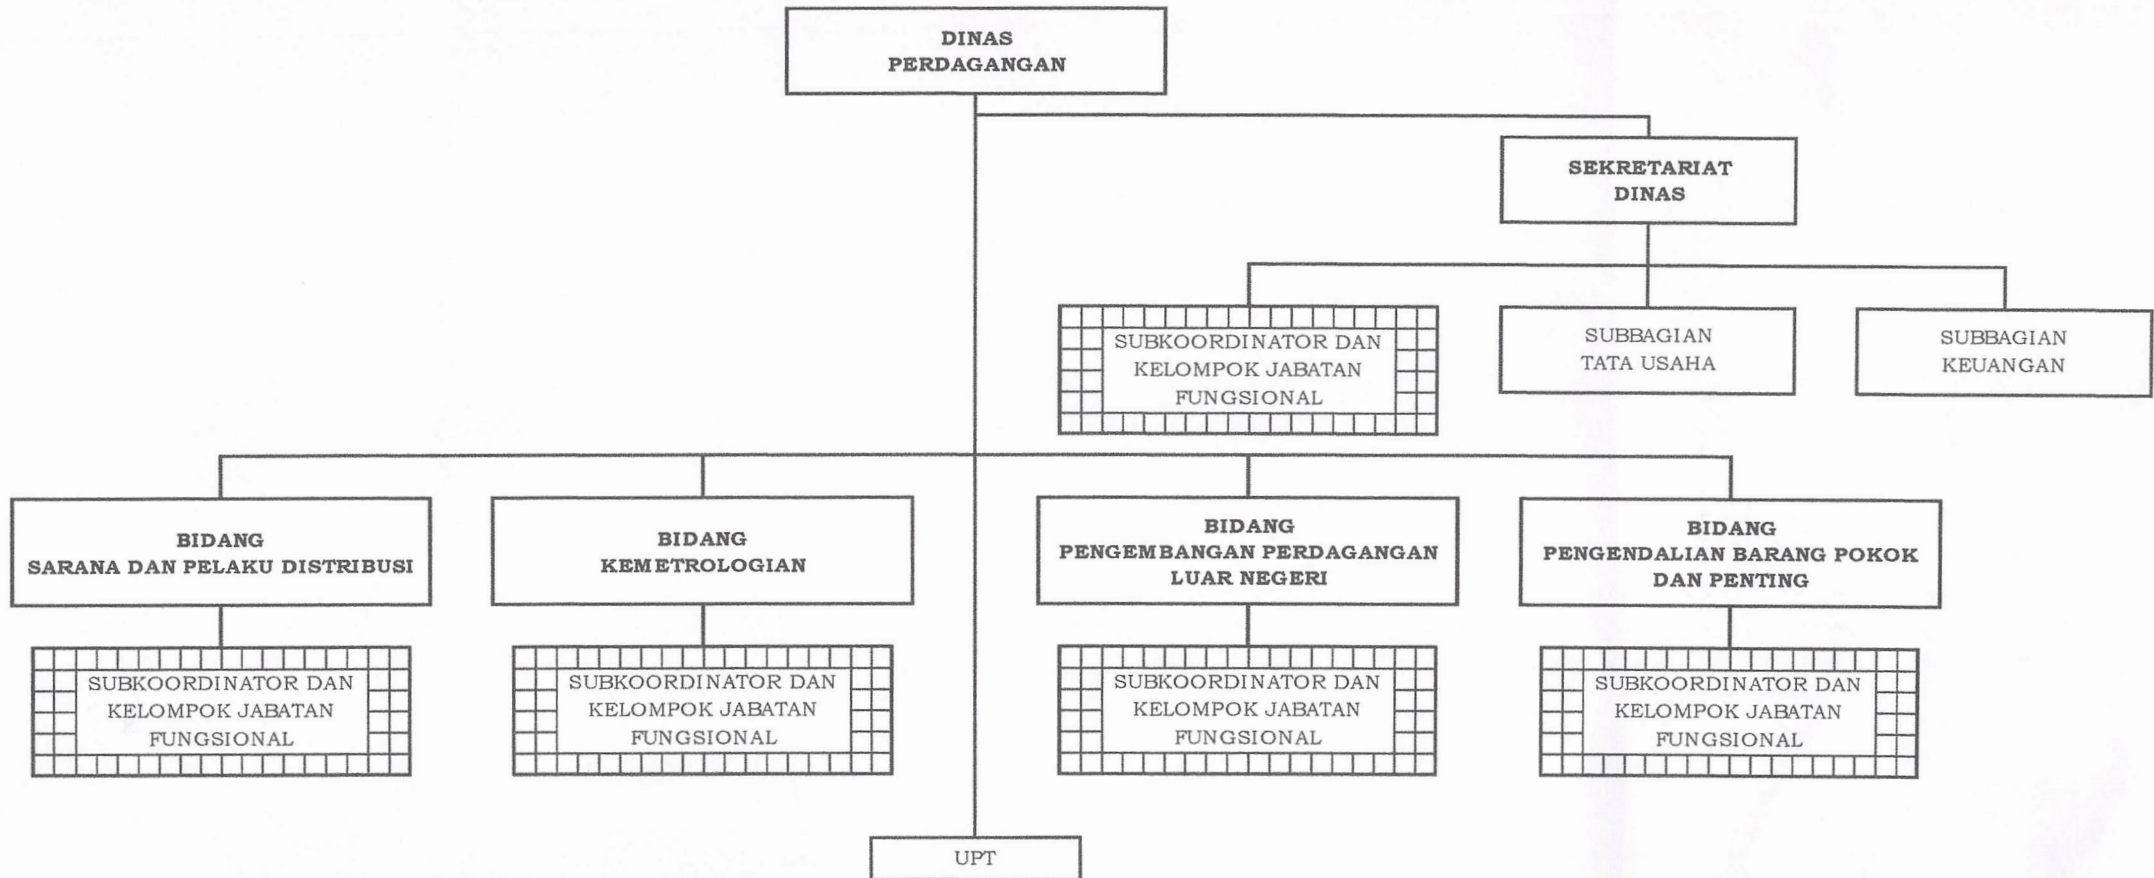 DINAS
PERDAGANGAN
SEKRETARIAT
DINAS
SUBKOORDINATOR DAN
KELOMPOK JABATAN
FUNGSIONAL
SUBBAGIAN
TATA USAHA
SUBBAGIAN
KEUANGAN
BIDANG
SARANA DAN PELAKU DISTRIBUSI
BIDANG
KEMETROLOGIAN
BIDANG
PENGEMBANGAN PERDAGANGAN
LUAR NEGERI
BIDANG
PENGENDALIAN BARANG POKOK
DAN PENTING
SUBKOORDINATOR DAN
KELOMPOK JABATAN
FUNGSIONAL
SUBKOORDINATOR DAN
KELOMPOK JABATAN
FUNGSIONAL
SUBKOORDINATOR DAN
KELOMPOK JABATAN
FUNGSIONAL
SUBKOORDINATOR DAN
KELOMPOK JABATAN
FUNGSIONAL
UPT